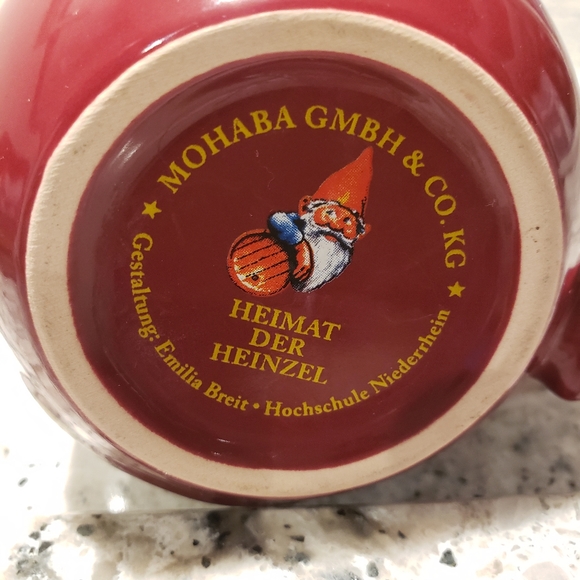 MOHABA GMBH & CO. KG
HEIMAT
DER
HEINZEL
Gestaltung: Emilia Breit • Hochschule Niederrhein